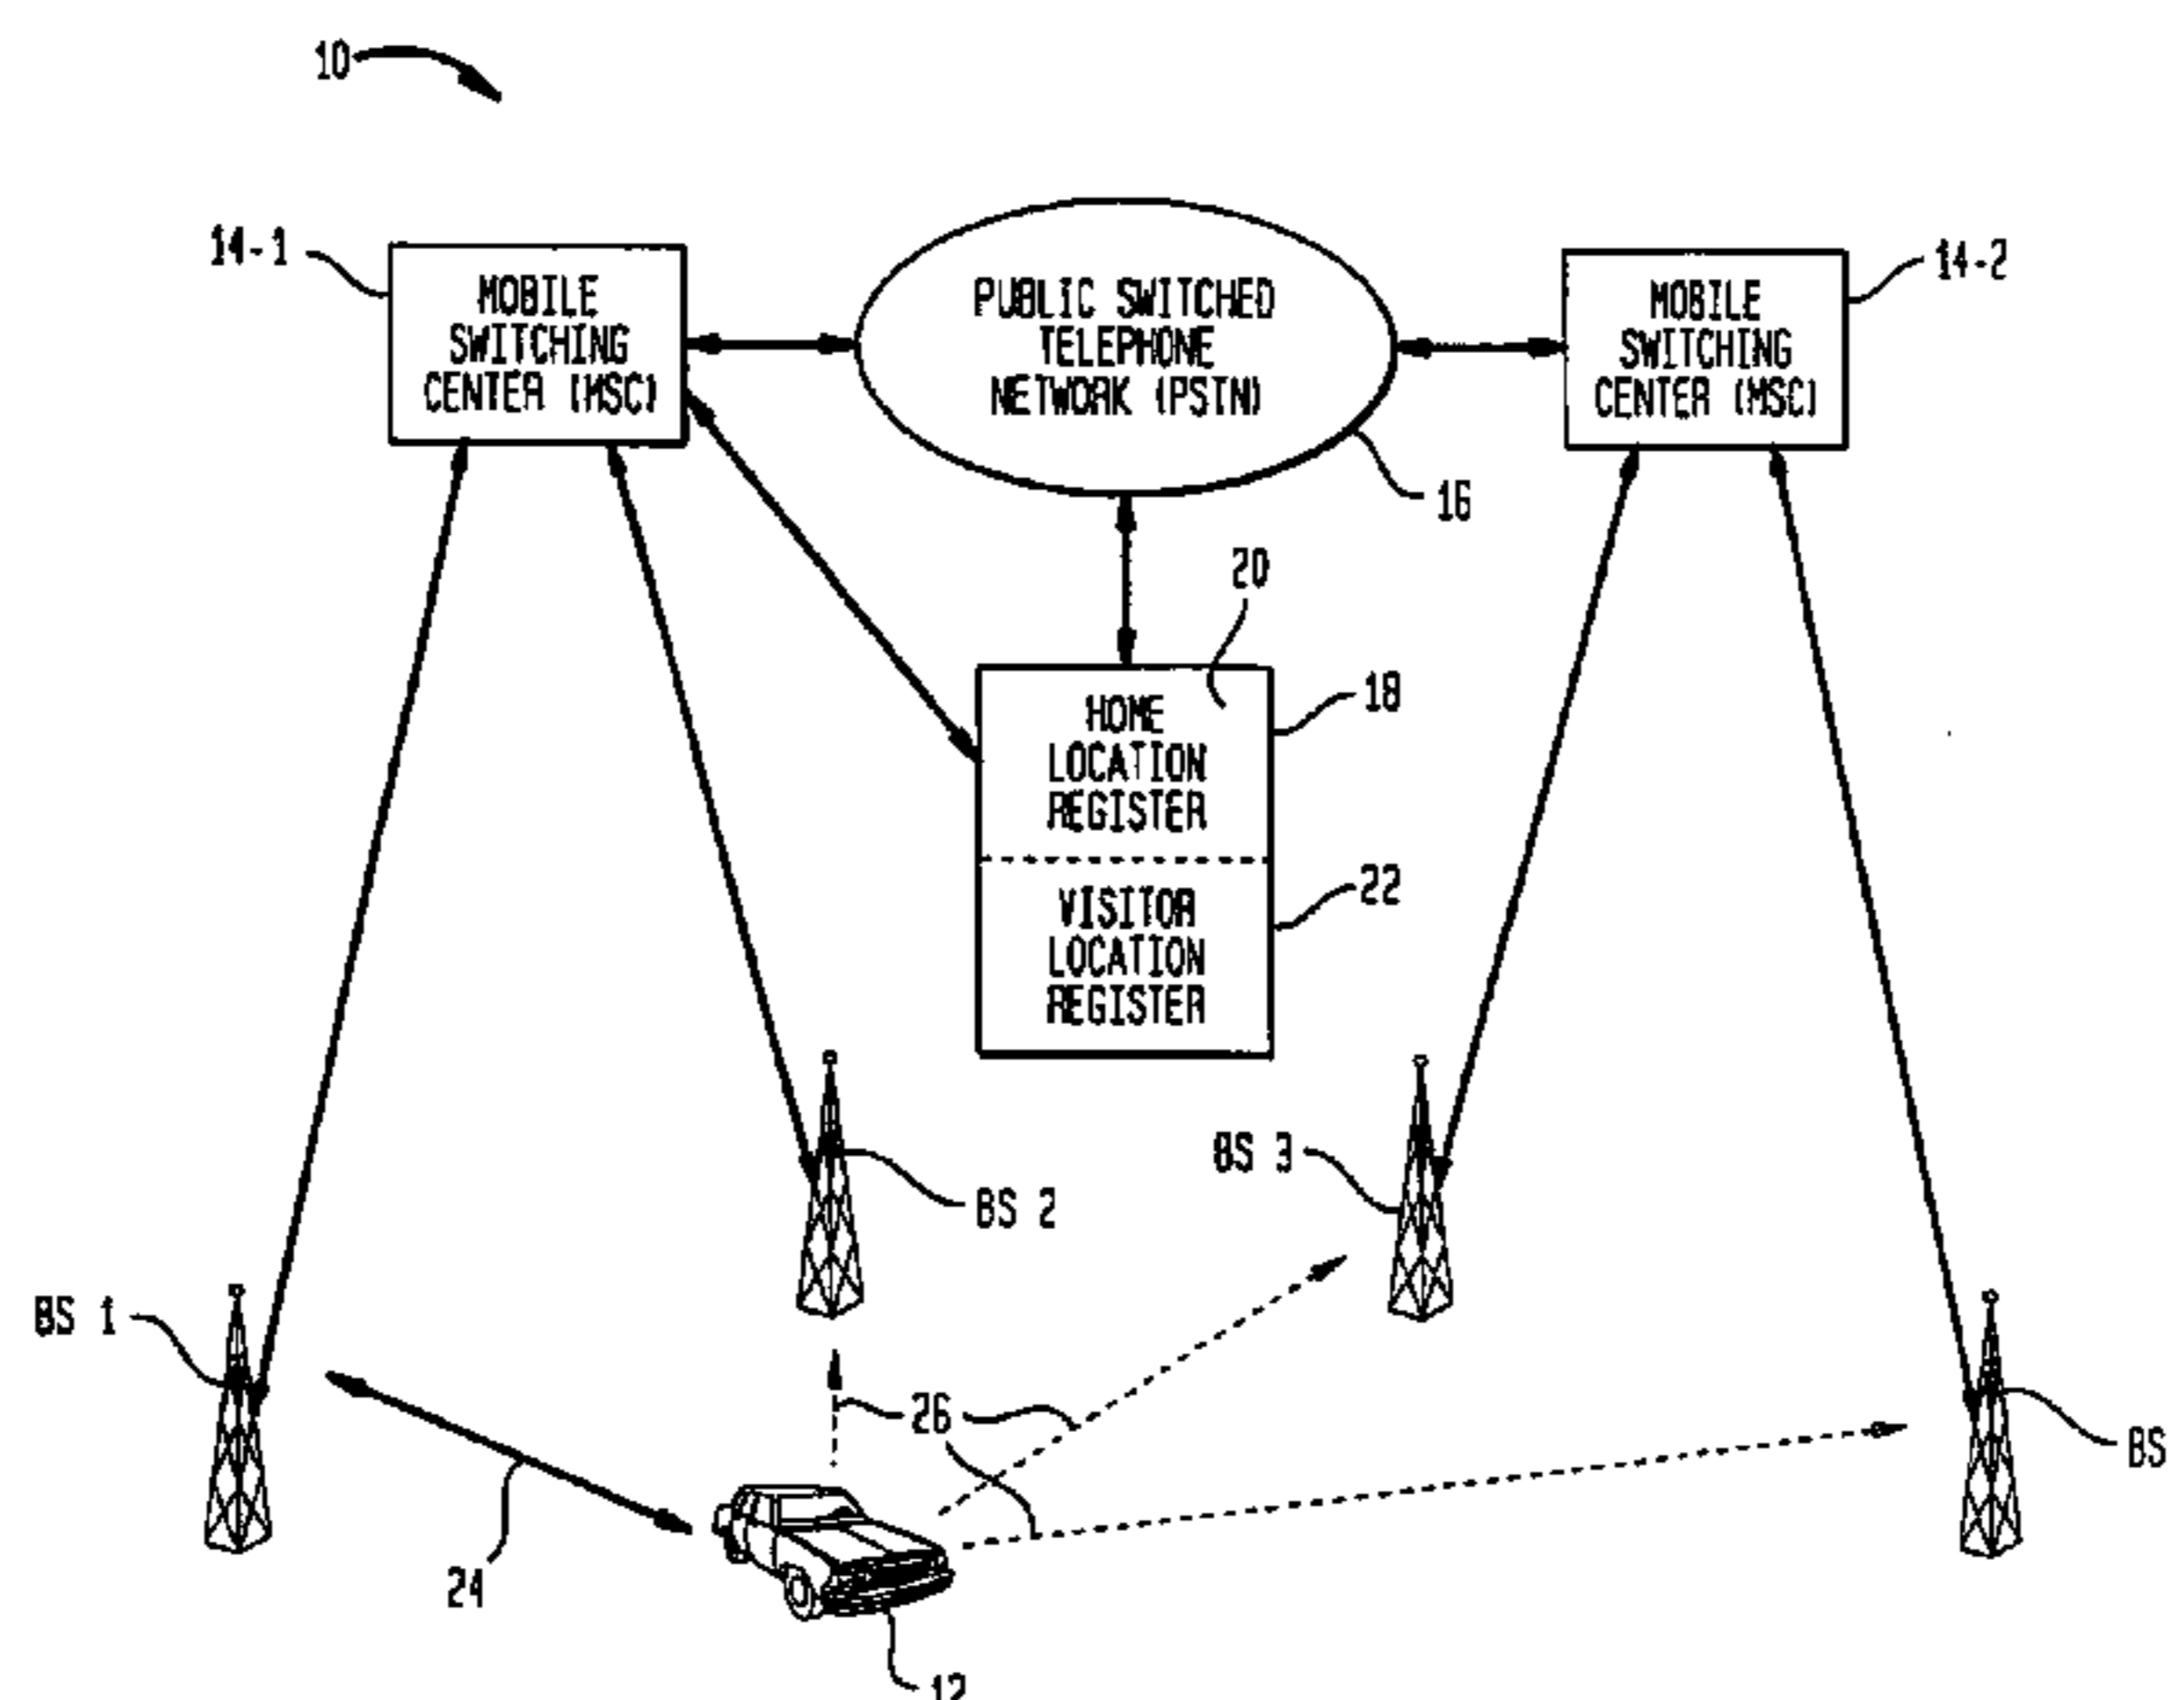 10
14-1
MOBILE
SWITCHING
CENTER (MSC)
PUBLIC SWITCHED
TELEPHONE
NETWORK (PSTN)
MOBILE
SWITCHING
CENTER (MSC)
14-2
16
20
HOME
LOCATION
REGISTER
18
VISITOR
LOCATION
REGISTER
22
BS 1
BS 2
BS 3
BS
26
24
12